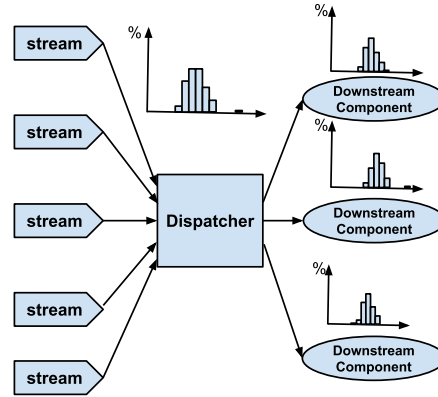 stream
stream
stream
stream
stream
%
Dispatcher
%
Downstream
Component
%
Downstream
Component
%
Downstream
Component